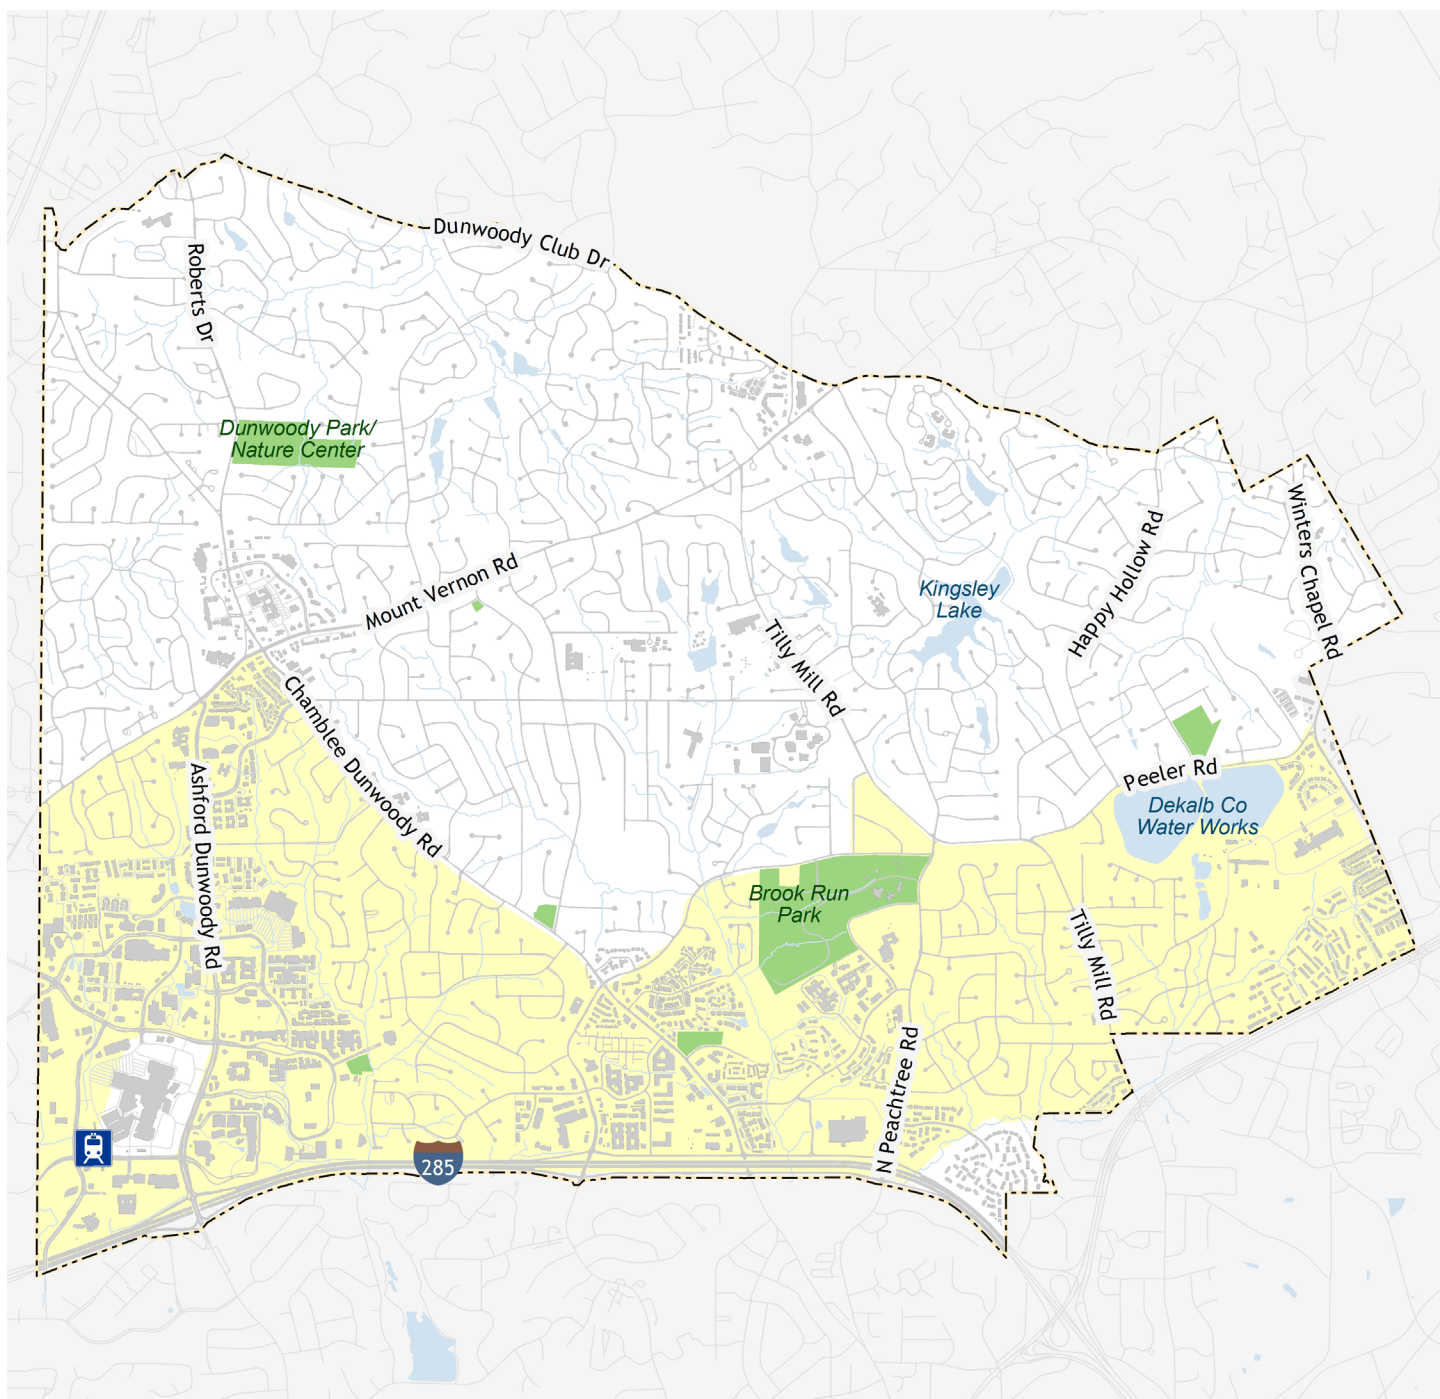 Dunwoody Club Dr
Roberts Dr
Dunwoody Park/
Nature Center
Winters Chapel Rd
Happy Hollow Rd
Mount Vernon Rd
Kingsley
Lake
Tilly Mill Rd
Chamblee Dunwoody Rd
Peeler Rd
Ashford Dunwoody Rd
Dekalb Co
Water Works
Brook Run
Park
Tilly Mill Rd
N Peachtree Rd
285